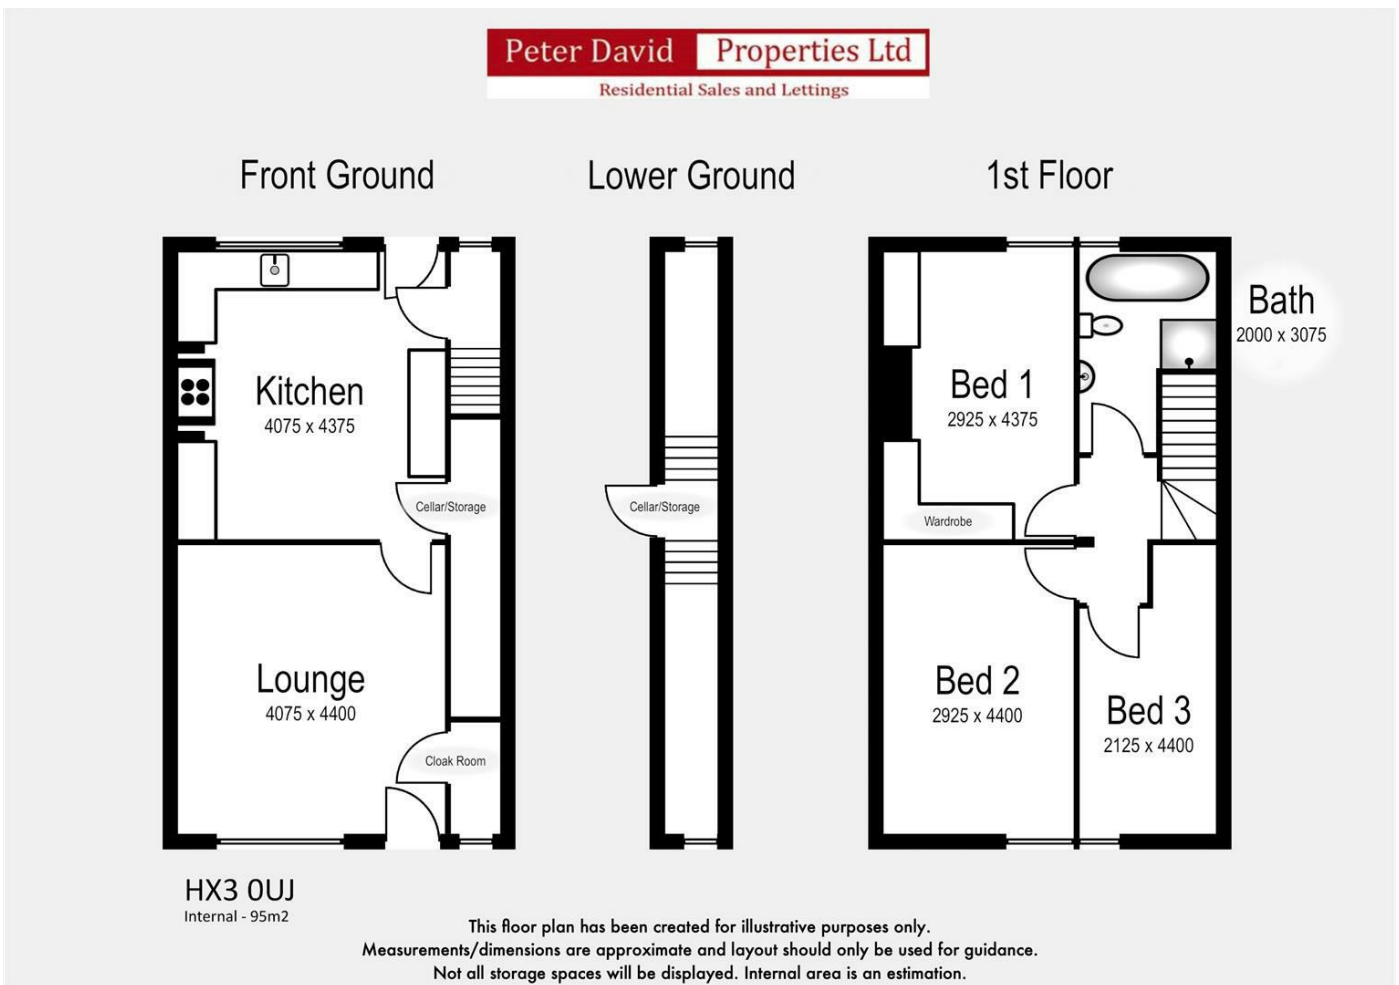 Peter David Properties Ltd
Residential Sales and Lettings
Front Ground
Lower Ground
1st Floor
Kitchen
4075 x 4375
Cellar/Storage
Lounge
4075 x 4400
Cloak Room
Cellar/Storage
Bath
2000 x 3075
Bed 1
2925 x 4375
Wardrobe
Bed 2
2925 x 4400
Bed 3
2125 x 4400
HX3 0UJ
Internal - 95m2
This floor plan has been created for illustrative purposes only.
Measurements/dimensions are approximate and layout should only be used for guidance.
Not all storage spaces will be displayed. Internal area is an estimation.